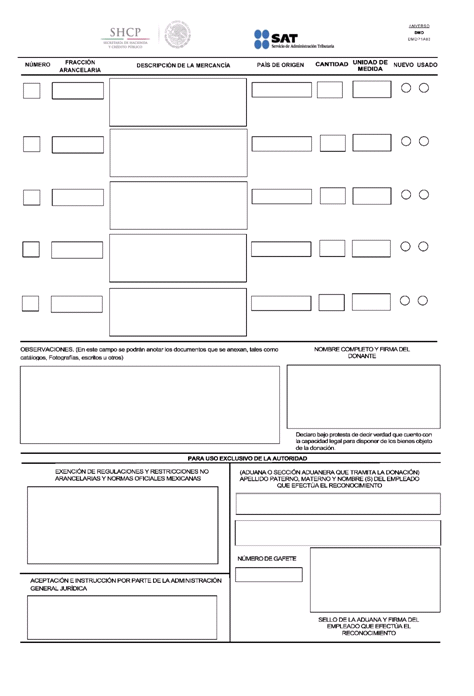 ANVERSO
DMO
SHCP
SECRETARÍA DE HACIENDA
Y CRÉDITO PÚBLICO
SAT
Servicio de Administración Tributaria
NÚMERO
FRACCIÓN
ARANCELARIA
DESCRIPCIÓN DE LA MERCANCÍA
PAÍS DE ORIGEN
CANTIDAD
UNIDAD DE
MEDIDA
NUEVO USADO
OBSERVACIONES. (En este campo se podrán anotar los documentos que se anexan, tales como
catálogos, Fotografías, escritos u otros)
NOMBRE COMPLETO Y FIRMA DEL
DONANTE
Declaro bajo protesta de decir verdad que cuento con
la capacidad legal para disponer de los bienes objeto
de la donación.
PARA USO EXCLUSIVO DE LA AUTORIDAD
EXENCIÓN DE REGULACIONES Y RESTRICCIONES NO
ARANCELARIAS Y NORMAS OFICIALES MEXICANAS
(ADUANA O SECCIÓN ADUANERA QUE TRAMITA LA DONACIÓN)
APELLIDO PATERNO, MATERNO Y NOMBRE (S) DEL EMPLEADO
QUE EFECTÚA EL RECONOCIMIENTO
NÚMERO DE GAFETE
ACEPTACIÓN E INSTRUCCIÓN POR PARTE DE LA ADMINISTRACIÓN
GENERAL JURÍDICA
SELLO DE LA ADUANA Y FIRMA DEL
EMPLEADO QUE EFECTÚA EL
RECONOCIMIENTO